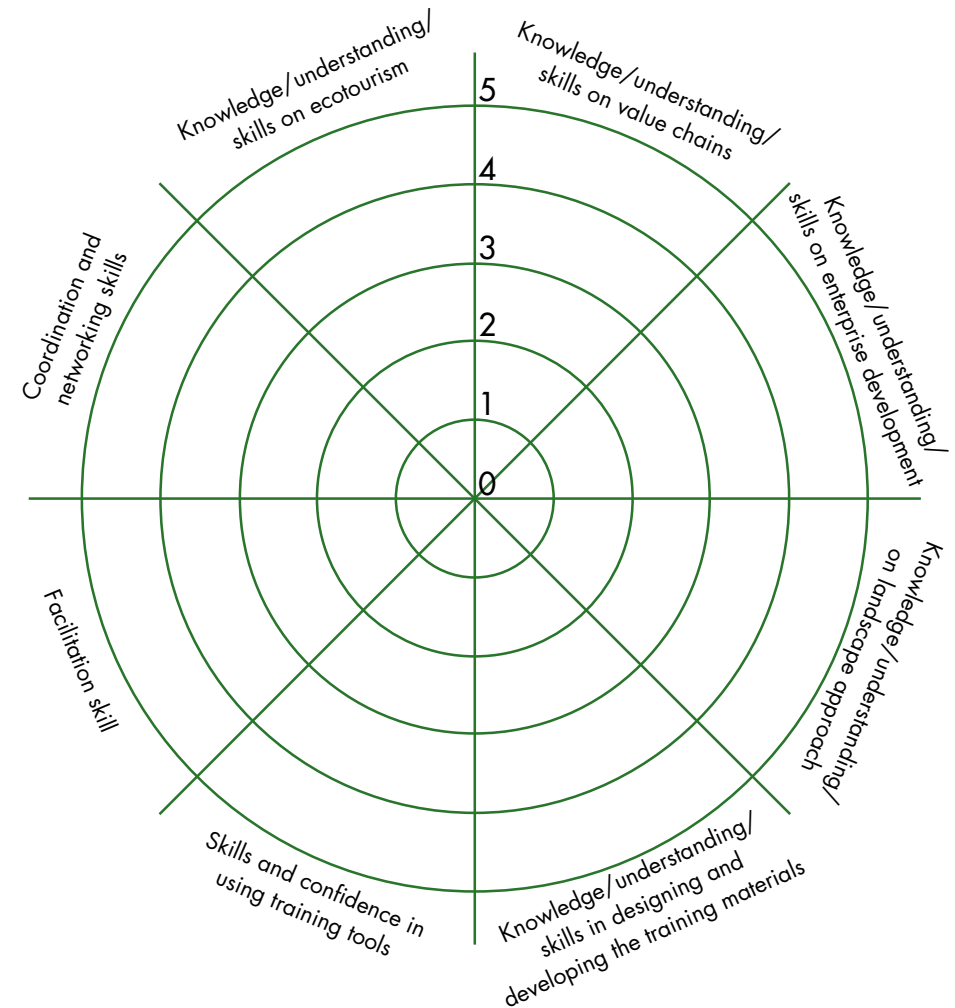 Knowledge/understanding/
skills on ecotourism
Knowledge/understanding/
skills on value chains
Knowledge/understanding/
skills on enterprise development
Knowledge/understanding/
on landscape approach
Knowledge/understanding/
skills in designing and
developing the training materials
Skills and confidence in
using training tools
Facilitation skill
Coordination and
networking skills
5
4
3
2
1
0